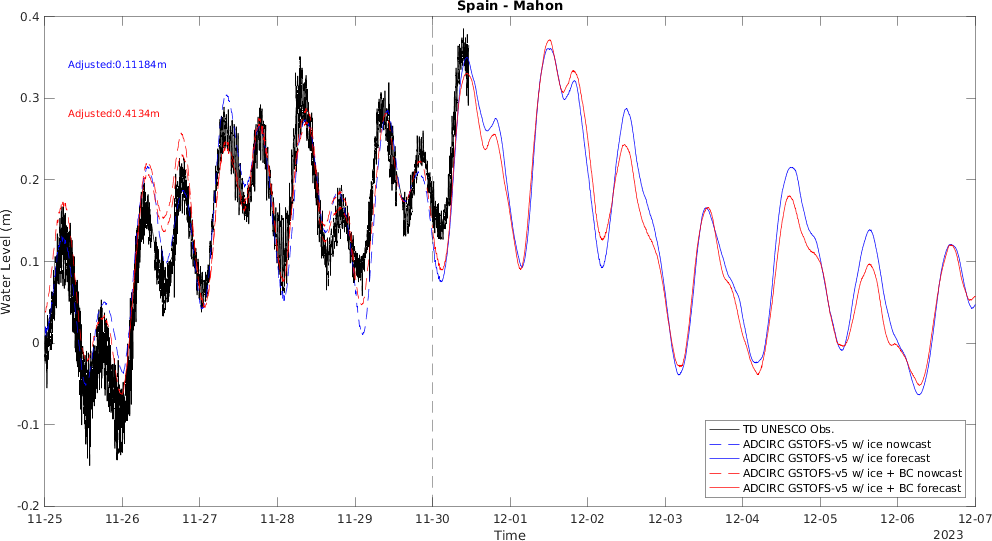 Spain - Mahon
Adjusted:0.11184m
Adjusted:0.4134m
Water Level (m)
0.4
0.3
0.2
0.1
0
-0.1
-0.2
TD UNESCO Obs.
ADCIRC GSTOFS-v5 w/ ice nowcast
ADCIRC GSTOFS-v5 w/ ice forecast
ADCIRC GSTOFS-v5 w/ ice + BC nowcast
ADCIRC GSTOFS-v5 w/ ice + BC forecast
11-25 11-26 11-27 11-28 11-29 11-30 12-01 12-02 12-03 12-04 12-05 12-06 12-07
Time
2023